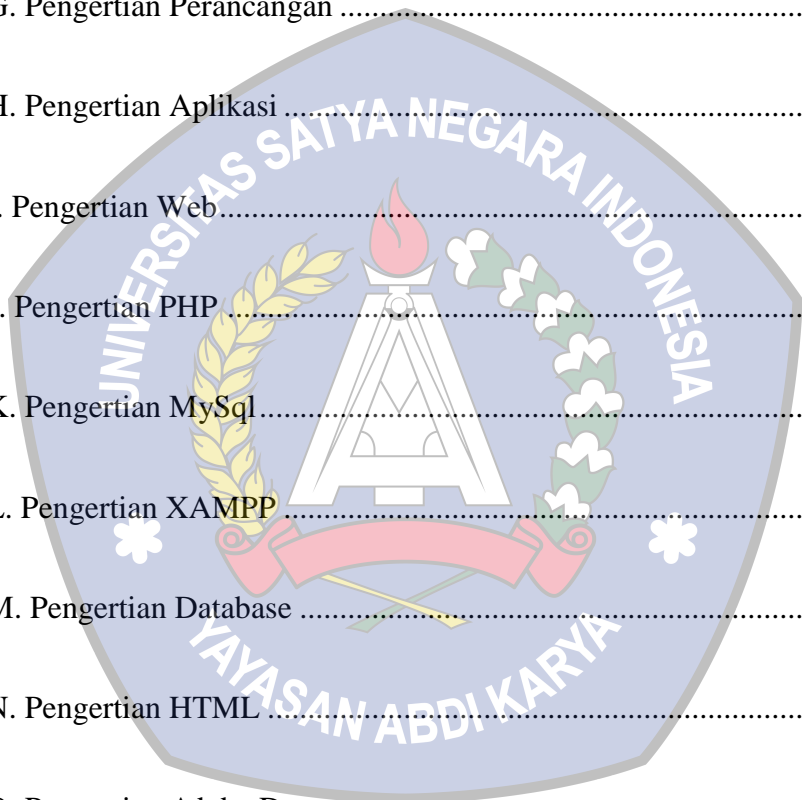 G. Pengertian Perancangan ..........................................................
H. Pengertian Aplikasi .................................................................
UNIVERSITAS SATYA NEGARA INDONESIA
. Pengertian Web.........................................................................
. Pengertian PHP ........................................................................
K. Pengertian MySql....................................................................
L. Pengertian XAMPP .................................................................
M. Pengertian Database ...............................................................
N. Pengertian HTML ...................................................................
YAYASAN ABDI KARYA